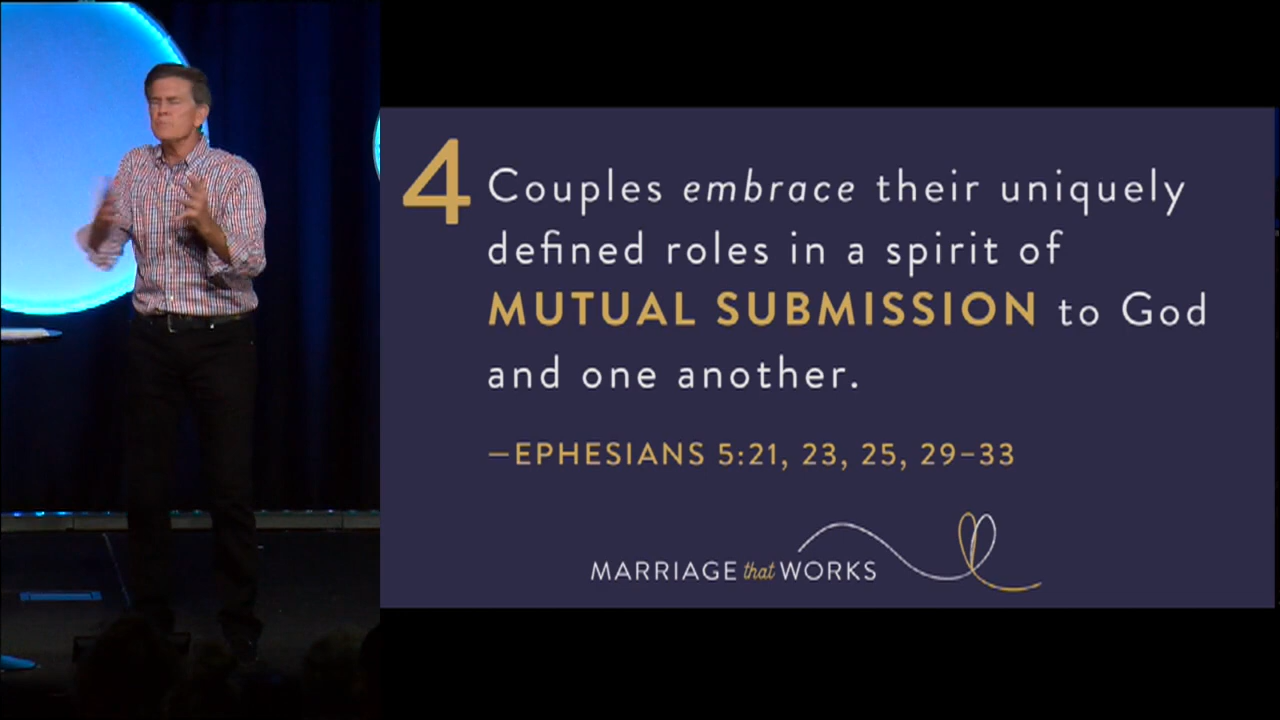 4 Couples embrace their uniquely
defined roles in a spirit of
MUTUAL SUBMISSION to God
and one another.
—EPHESIANS 5:21, 23, 25, 29–33
MARRIAGE that WORKS